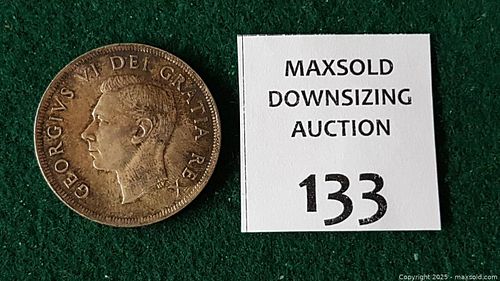 GEORGIVS VI DEI GRATIA REX
MAXSOLD
DOWNSIZING
AUCTION
133
Copyright 2025 - maxsold.com